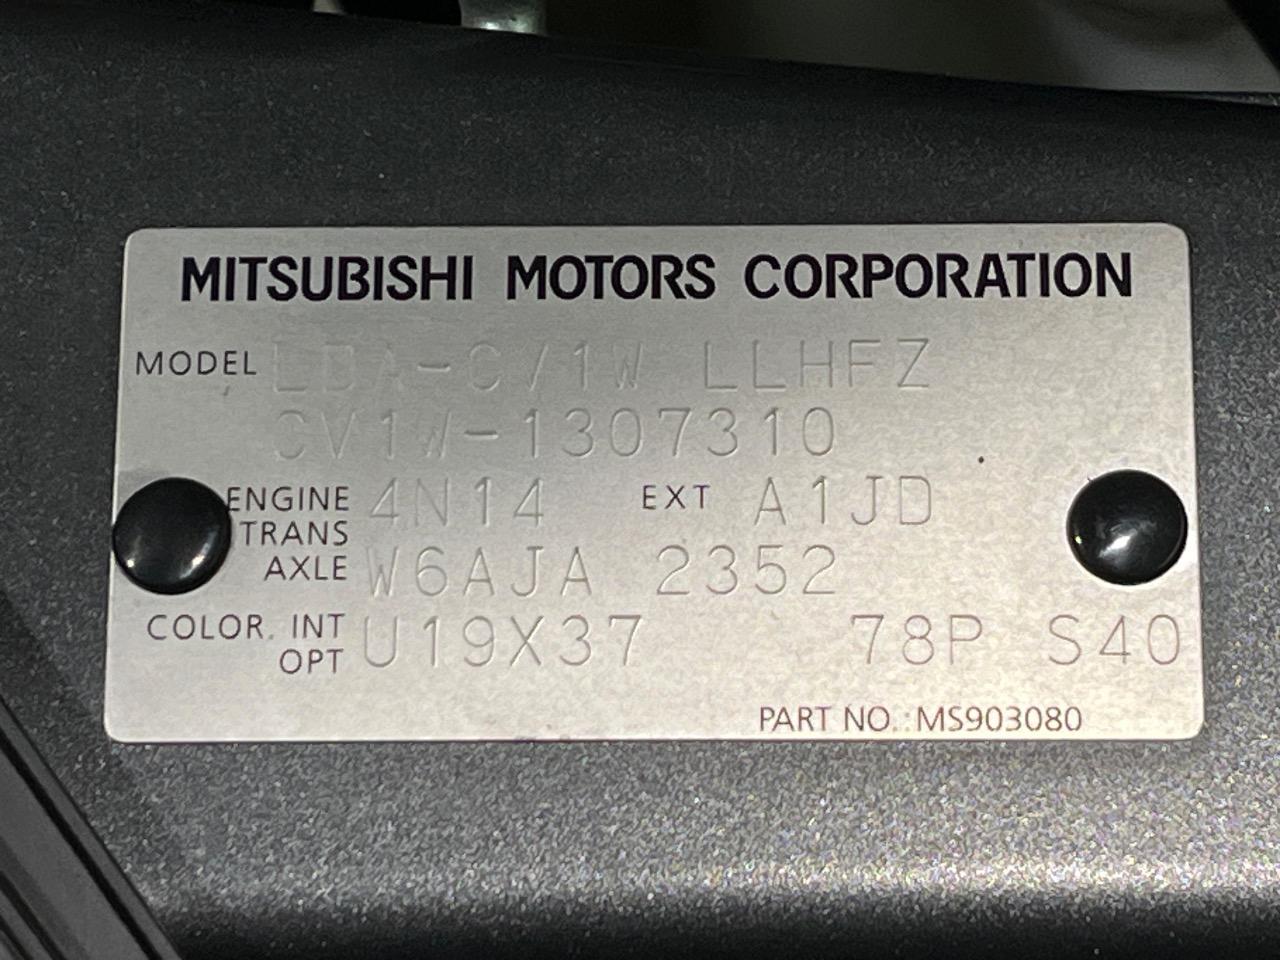 MITSUBISHI MOTORS CORPORATION
MODEL LDA-CV1W LLHFZ
CV1W-1307310
ENGINE 4N14 EXT A1JD
TRANS
AXLE W6AJA 2352
COLOR. INT U19X37 78P S40
OPT
PART NO.:MS903080